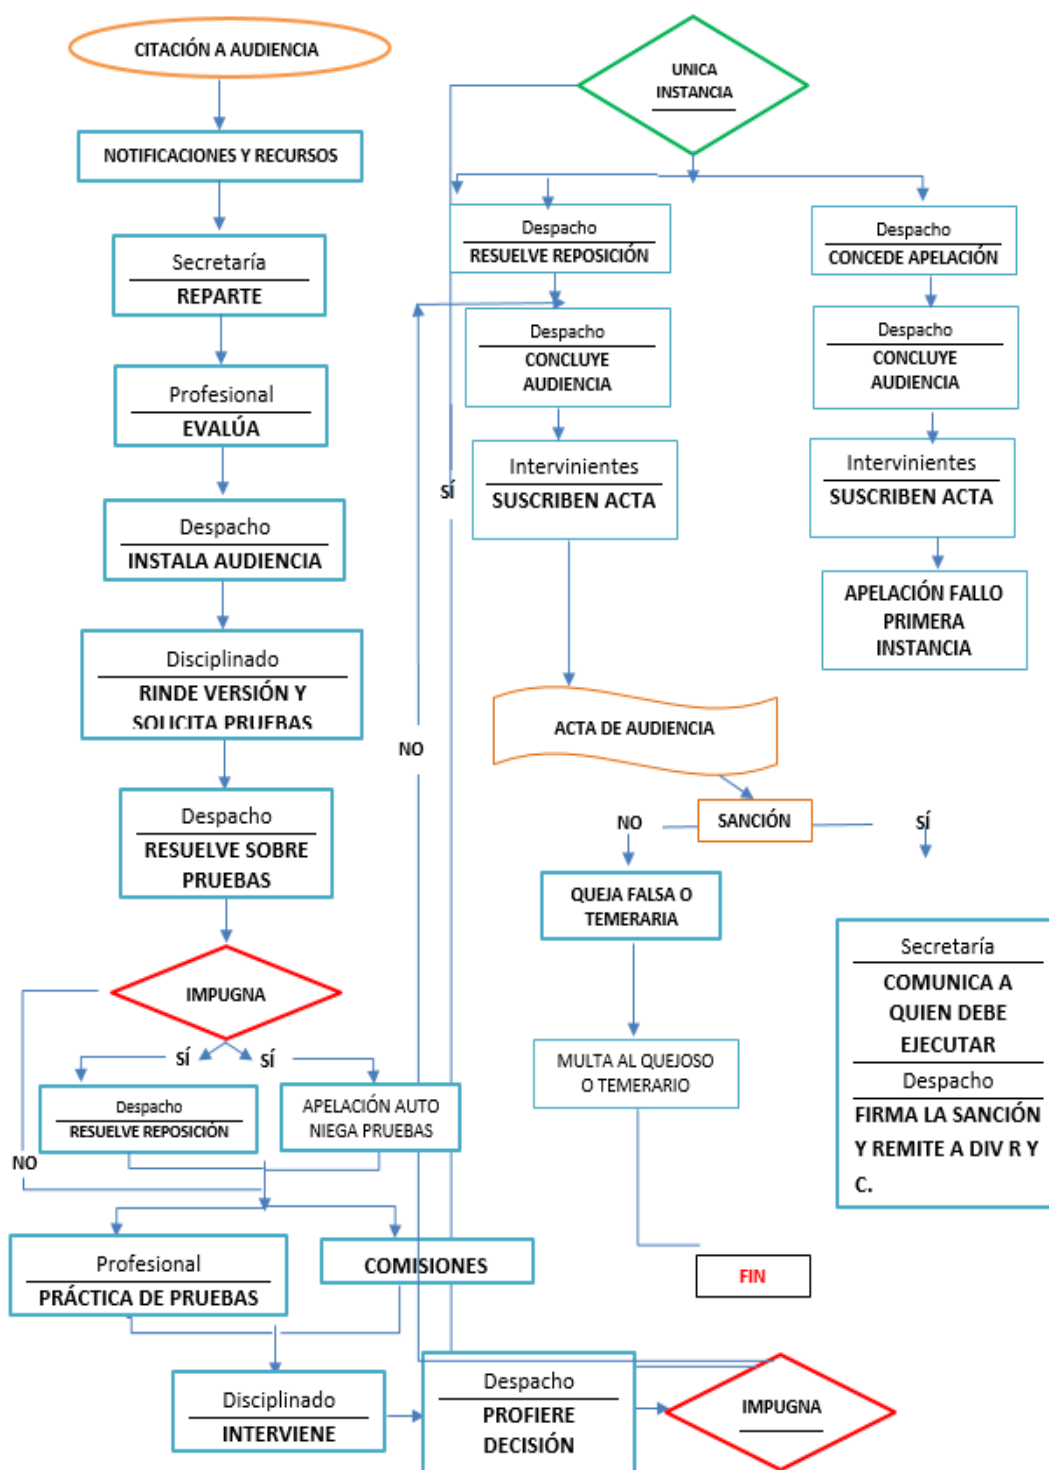 CITACIÓN A AUDIENCIA
NOTIFICACIONES Y RECURSOS
Secretaría
REPARTE
Profesional
EVALÚA
Despacho
INSTALA AUDIENCIA
Disciplinado
RINDE VERSIÓN Y
SOLICITA PRUEBAS
Despacho
RESUELVE SOBRE
PRUEBAS
IMPUGNA
SÍ
SÍ
Despacho
RESUELVE REPOSICIÓN
APELACIÓN AUTO
NIEGA PRUEBAS
NO
Profesional
PRÁCTICA DE PRUEBAS
COMISIONES
Disciplinado
INTERVIENE
Despacho
PROFIERE
DECISIÓN
IMPUGNA
NO
SÍ
UNICA
INSTANCIA
Despacho
RESUELVE REPOSICIÓN
Despacho
CONCLUYE
AUDIENCIA
Intervinientes
SUSCRIBEN ACTA
Despacho
CONCEDE APELACIÓN
Despacho
CONCLUYE
AUDIENCIA
Intervinientes
SUSCRIBEN ACTA
APELACIÓN FALLO
PRIMERA
INSTANCIA
ACTA DE AUDIENCIA
SANCIÓN
NO
SÍ
QUEJA FALSA O
TEMERARIA
MULTA AL QUEJOSO
O TEMERARIO
Secretaría
COMUNICA A
QUIEN DEBE
EJECUTAR
Despacho
FIRMA LA SANCIÓN
Y REMITE A DIV R Y
C.
FIN